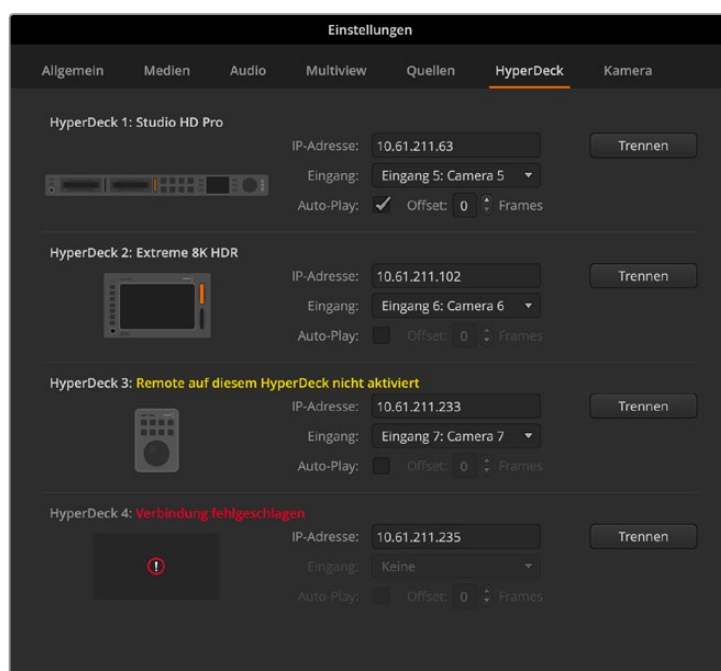 Einstellungen
Allgemein Medien Audio Multiview Quellen HyperDeck Kamera
HyperDeck 1: Studio HD Pro
IP-Adresse: 10.61.211.63 Trennen
Eingang: Eingang 5: Camera 5
Auto-Play: Offset: 0 Frames
HyperDeck 2: Extreme 8K HDR
IP-Adresse: 10.61.211.102 Trennen
Eingang: Eingang 6: Camera 6
Auto-Play: Offset: 0 Frames
HyperDeck 3: Remote auf diesem HyperDeck nicht aktiviert
IP-Adresse: 10.61.211.233 Trennen
Eingang: Eingang 7: Camera 7
Auto-Play: Offset: 0 Frames
HyperDeck 4: Verbindung fehlgeschlagen
IP-Adresse: 10.61.211.235 Trennen
Eingang: Keine
Auto-Play: Offset: 0 Frames